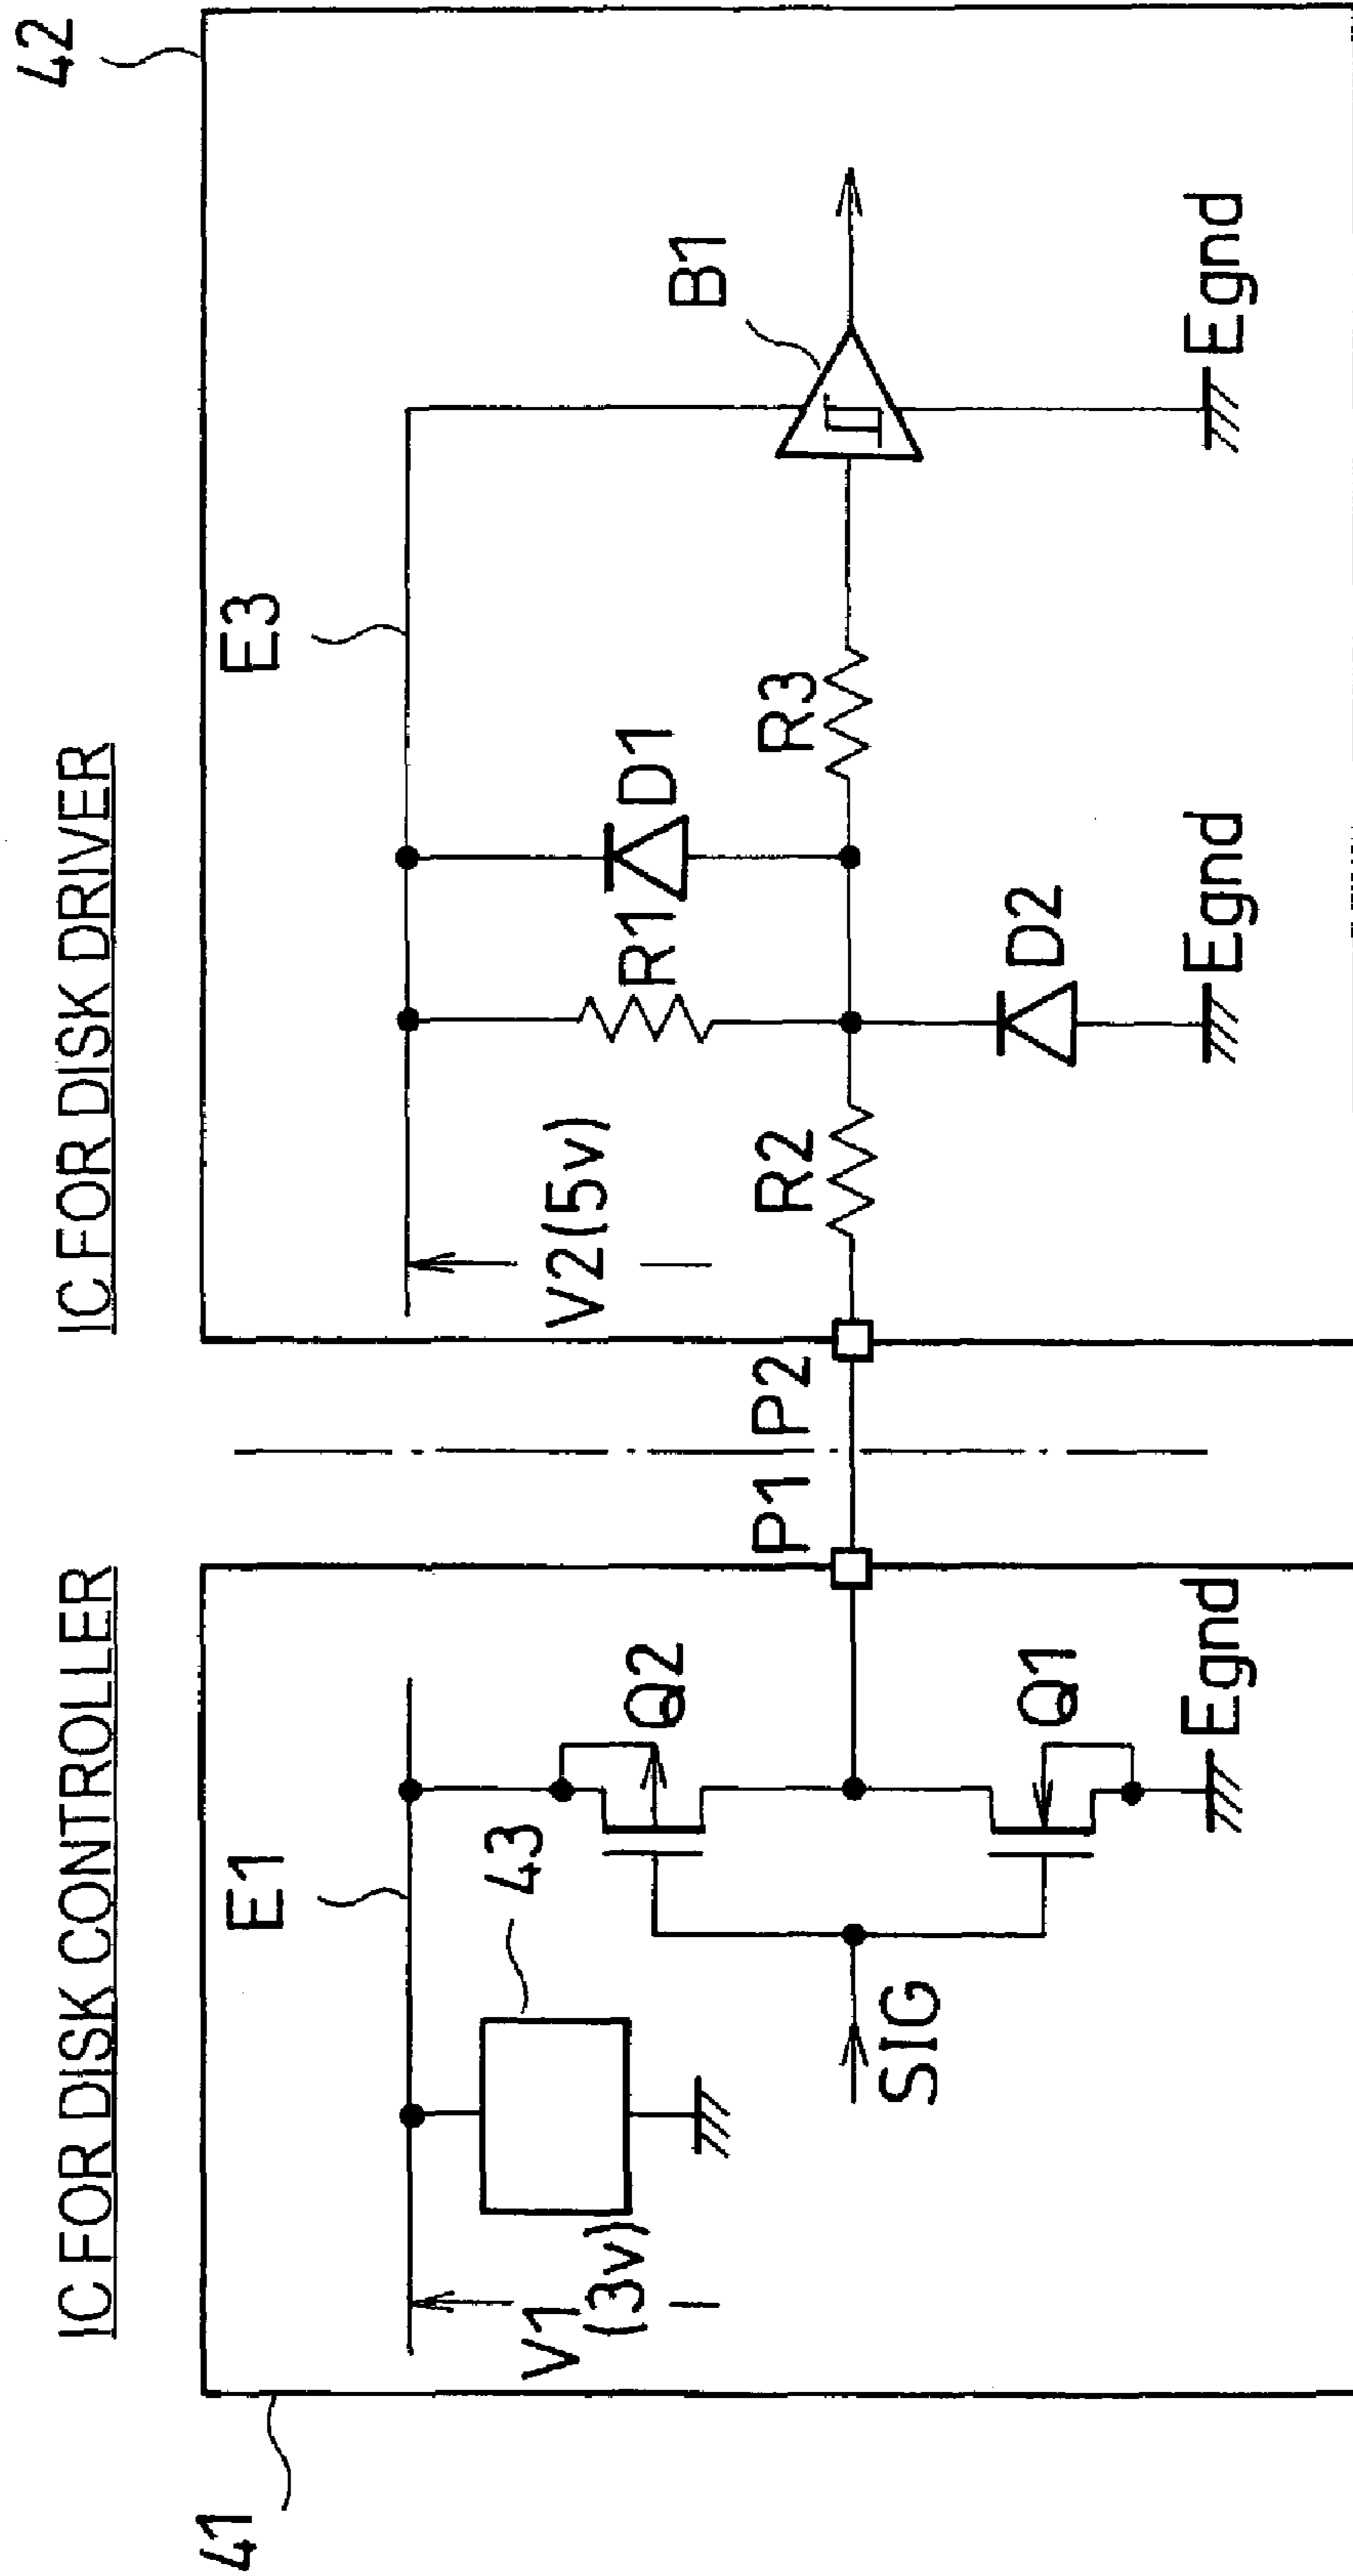 IC FOR DISK CONTROLLER
IC FOR DISK DRIVER
41
42
E1
E3
43
V1
(3v)
V2(5v)
Q2
Q1
SIG
P1
P2
R1
R2
R3
D1
D2
B1
Egnd
Egnd
Egnd